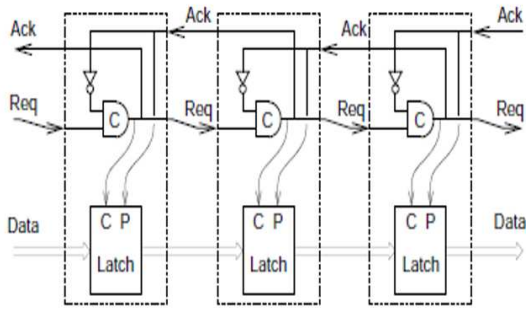 Ack Ack Ack Ack
Req C Req C Req C Req
C P C P C P
Data Latch Latch Latch Data